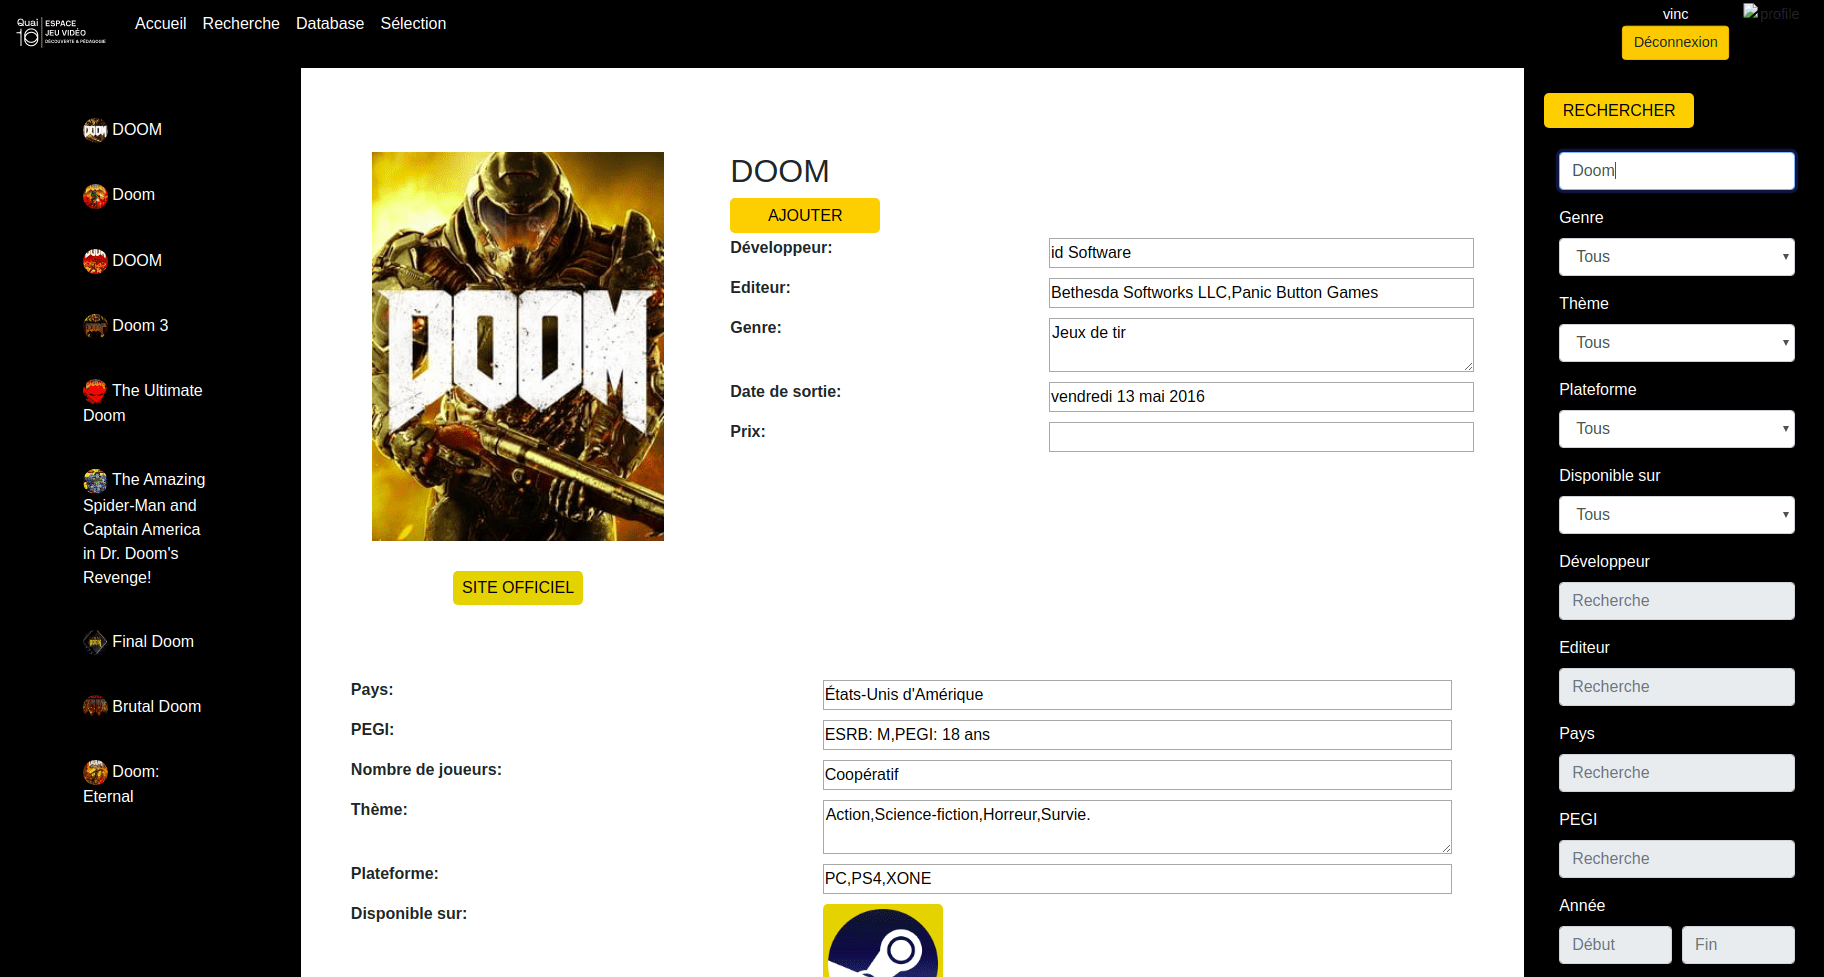 Quai
10
ESPACE
JEU VIDÉO
DÉCOUVERTE & PÉDAGOGIE
Accueil Recherche Database Sélection
vinc
profile
Déconnexion
DOOM
Doom
DOOM
Doom 3
The Ultimate
Doom
The Amazing
Spider-Man and
Captain America
in Dr. Doom's
Revenge!
Final Doom
Brutal Doom
Doom:
Eternal
DOOM
SITE OFFICIEL
DOOM
AJOUTER
Développeur: id Software
Editeur: Bethesda Softworks LLC,Panic Button Games
Genre: Jeux de tir
Date de sortie: vendredi 13 mai 2016
Prix:
Pays: États-Unis d'Amérique
PEGI: ESRB: M,PEGI: 18 ans
Nombre de joueurs: Coopératif
Thème: Action,Science-fiction,Horreur,Survie.
Plateforme: PC,PS4,XONE
Disponible sur:
RECHERCHER
Doom
Genre
Tous
Thème
Tous
Plateforme
Tous
Disponible sur
Tous
Développeur
Recherche
Editeur
Recherche
Pays
Recherche
PEGI
Recherche
Année
Début Fin